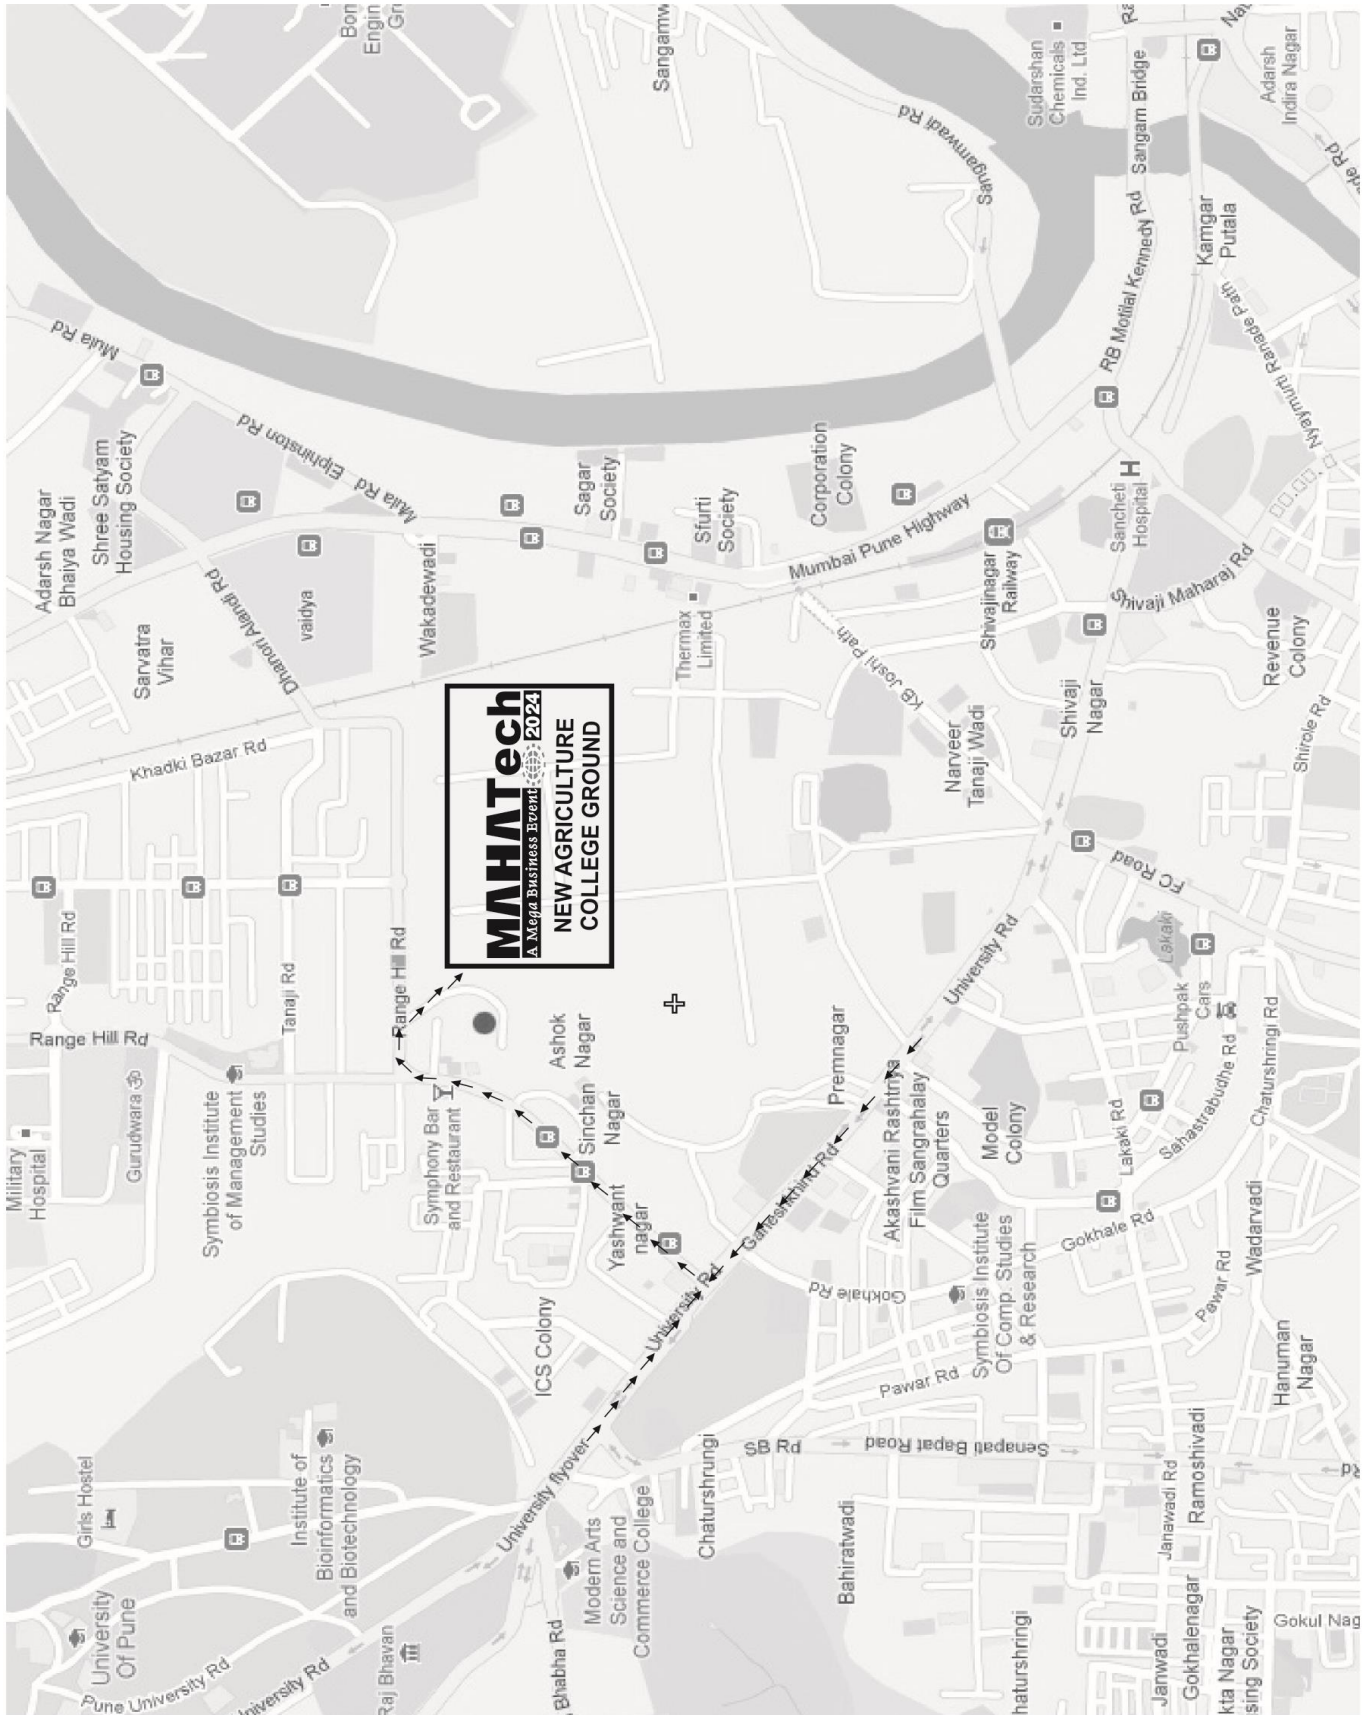 University
Of Pune
Pune University Rd
Girls Hostel
Military
Hospital
Range Hill Rd
Range Hill Rd
Adarsh Nagar
Bhaiya Wadi
Mula Rd
Shree Satyam
Housing Society
Gurudwara ॐ
Sarvatra
Vihar
Khadki Bazar Rd
Symbiosis Institute
of Management
Studies
Dhanori Alandi Rd
Elphinston Rd
Institute of
Bioinformatics
and Biotechnology
Tanaji Rd
vaidya
Raj Bhavan
Range Hill Rd
Wakadewadi
Mula Rd
Symphony Bar
and Restaurant
MAHATech
A Mega Business Event 2024
NEW AGRICULTURE
COLLEGE GROUND
University flyover
ICS Colony
Ashok
Nagar
Sinchan
Nagar
Sagar
Society
Bhabha Rd
Modern Arts
Science and
Commerce College
Yashwant
nagar
University Rd
Thermax
Limited
Sfurti
Society
Chaturshrungi
Ganeshkhind Rd
SB Rd
Mumbai Pune Highway
Corporation
Colony
Bahiratwadi
Gokhale Rd
Premnagar
KB Joshi Path
Akashvani Rashtriya
Film Sangrahalay
Quarters
Sangamwadi Rd
Senapati Bapat Road
Pawar Rd
University Rd
Narveer
Tanaji Wadi
Shivajinagar
Railway
Symbiosis Institute
Of Comp. Studies
& Research
Model
Colony
Sudarshan
Chemicals
Ind. Ltd
Shivaji
Nagar
Gokhale Rd
Lakaki Rd
RB Motilal Kennedy Rd
Sangam Bridge
Sancheti
Hospital
H
FC Road
Lakaki
Shivaji Maharaj Rd
Janwadi
Janawadi Rd
Gokhalenagar
Ramoshivadi
Pawar Rd
Sahastrabudhe Rd
Pushpak
Cars
Kamgar
Putala
Wadarvadi
Chaturshringi Rd
Revenue
Colony
Nyaymurti Ranade Path
Adarsh
Indira Nagar
Hanuman
Nagar
Shirole Rd